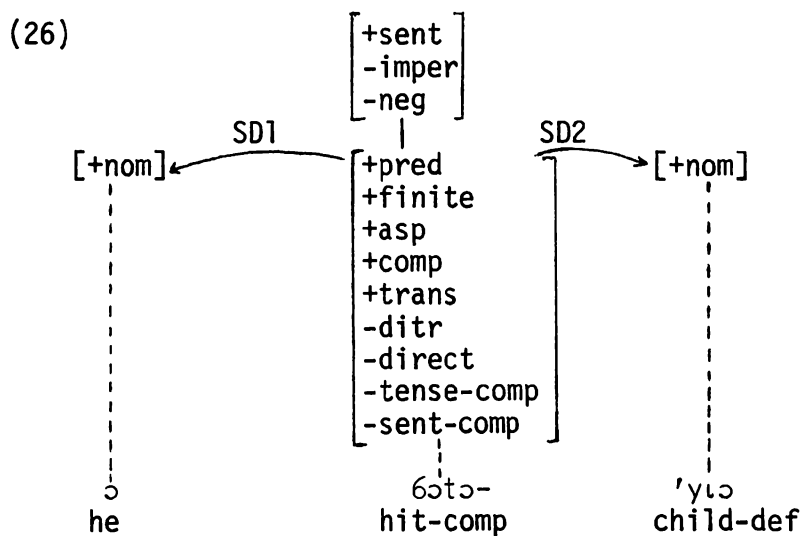 (26)
+sent
-imper
-neg
SD1 SD2
[+nom] +pred [+nom]
+finite
+asp
+comp
+trans
-ditr
-direct
-tense-comp
-sent-comp
ɔ ɓɔtɔ- 'yɩɔ
he hit-comp child-def